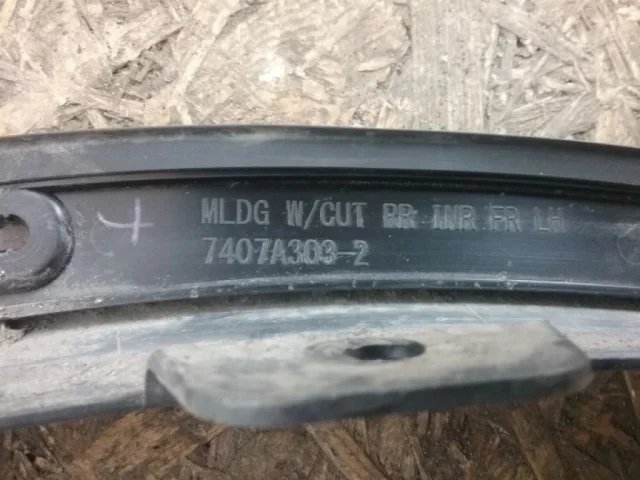 MLDG W/CUT RR INR FR LH
7407A303-2